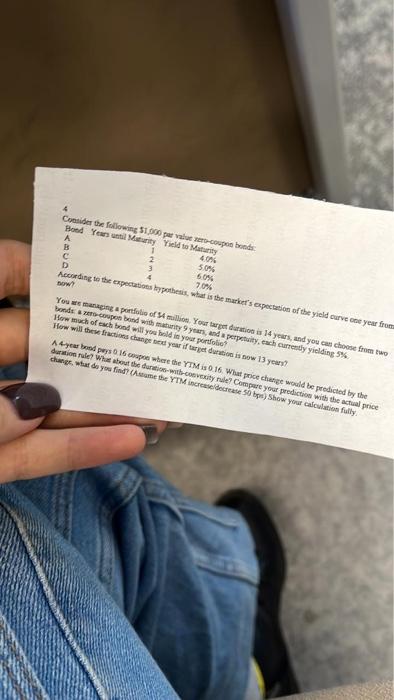 4
Consider the following $1,000 par value zero-coupon bonds:
Bond Years until Maturity Yield to Maturity
A 1 4.0%
B 2 5.0%
C 3 6.0%
D 4 7.0%
According to the expectations hypothesis, what is the market's expectation of the yield curve one year from
now?
You are managing a portfolio of $4 million. Your target duration is 14 years, and you can choose from two
bonds: a zero-coupon bond with maturity 9 years, and a perpetuity, each currently yielding 5%.
How much of each bond will you hold in your portfolio?
How will these fractions change next year if target duration is now 13 years?
A 4-year bond pays 0.16 coupon where the YTM is 0.16. What price change would be predicted by the
duration rule? What about the duration-with-convexity rule? Compare your prediction with the actual price
change, what do you find? (Assume the YTM increase/decrease 50 bps) Show your calculation fully.